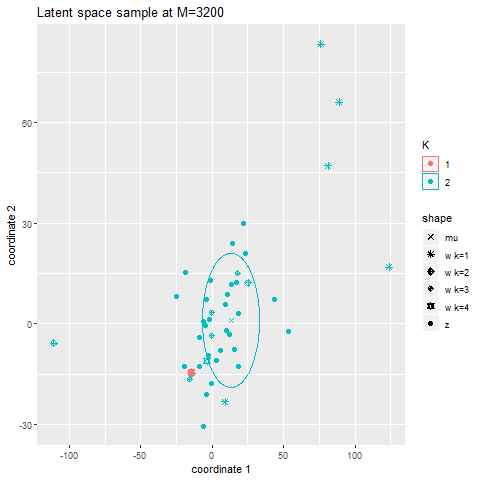 Latent space sample at M=3200
coordinate 2
60
30
0
-30
-100
-50
0
50
100
coordinate 1
K
1
2
shape
mu
w k=1
w k=2
w k=3
w k=4
z